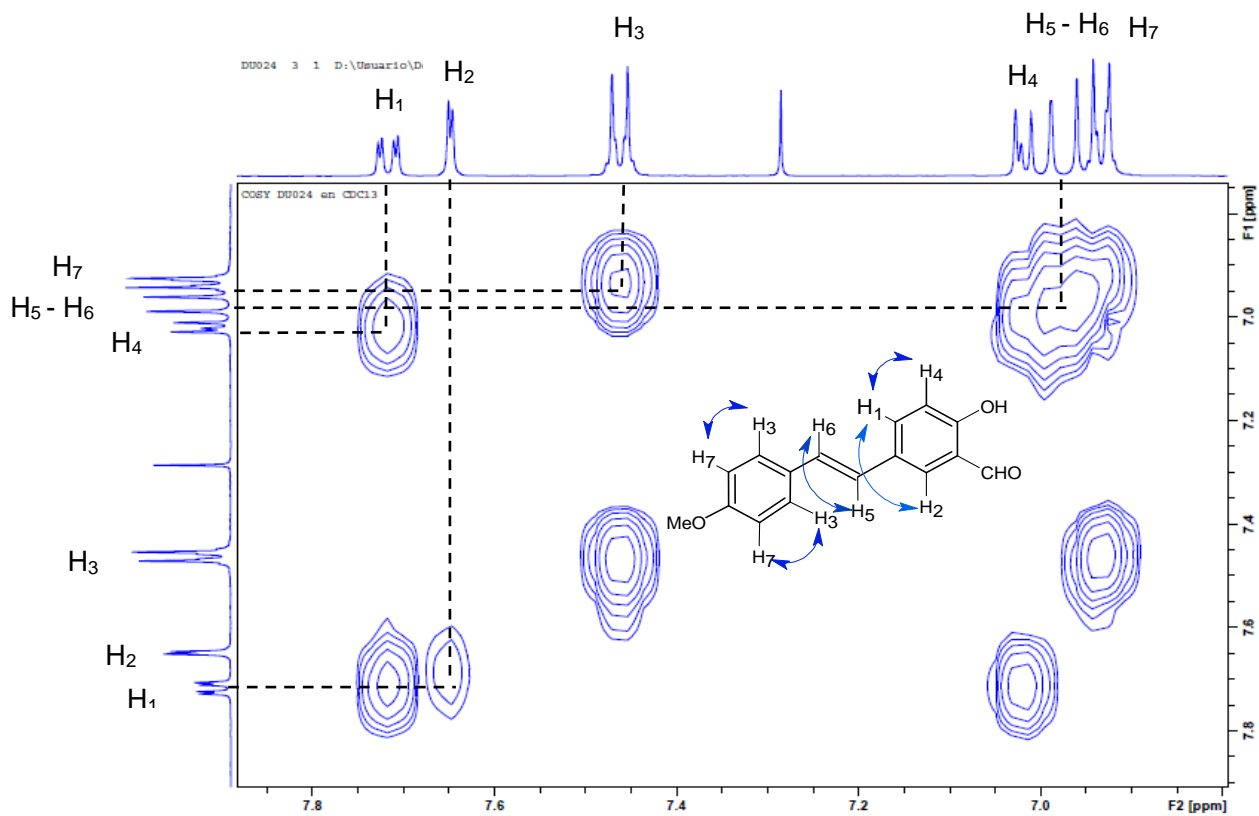 H5 - H6 H7
H3
DU024 3 1 D:\Usuario\D
H2
H4
H1
COSY DU024 en CDCl3
F1 [ppm]
H7
H5 - H6
7.0
H4
H4
H1
OH
7.2
H3
H6
H7
CHO
H2
H5
MeO
H3
7.4
H7
H3
7.6
H2
H1
7.8
7.8 7.6 7.4 7.2 7.0 F2 [ppm]